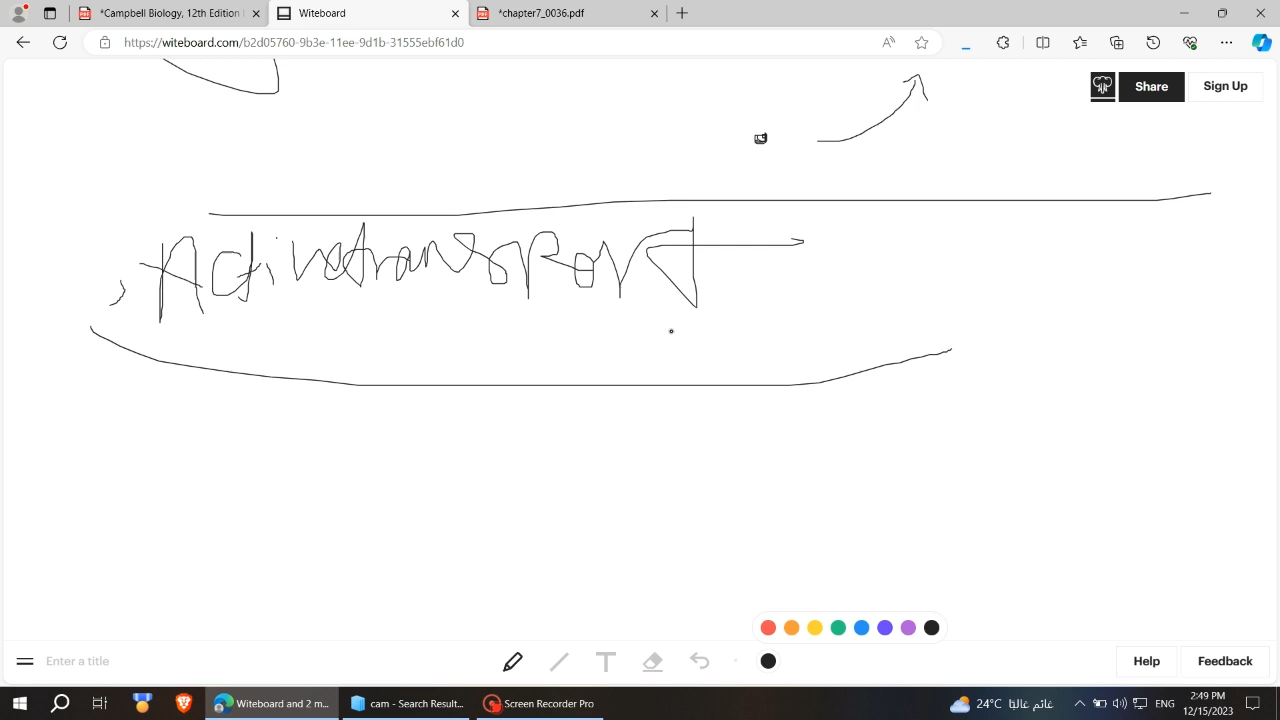 *Campbell Biology, 12th Edition
Witeboard
*chapter7_0036.pdf
https://witeboard.com/b2d05760-9b3e-11ee-9d1b-31555ebf61d0
Share
Sign Up
Active transport
Enter a title
T
Help
Feedback
Witeboard and 2 m...
cam - Search Result...
Screen Recorder Pro
24°C غائم غالبًا
ENG
2:49 PM
12/15/2023